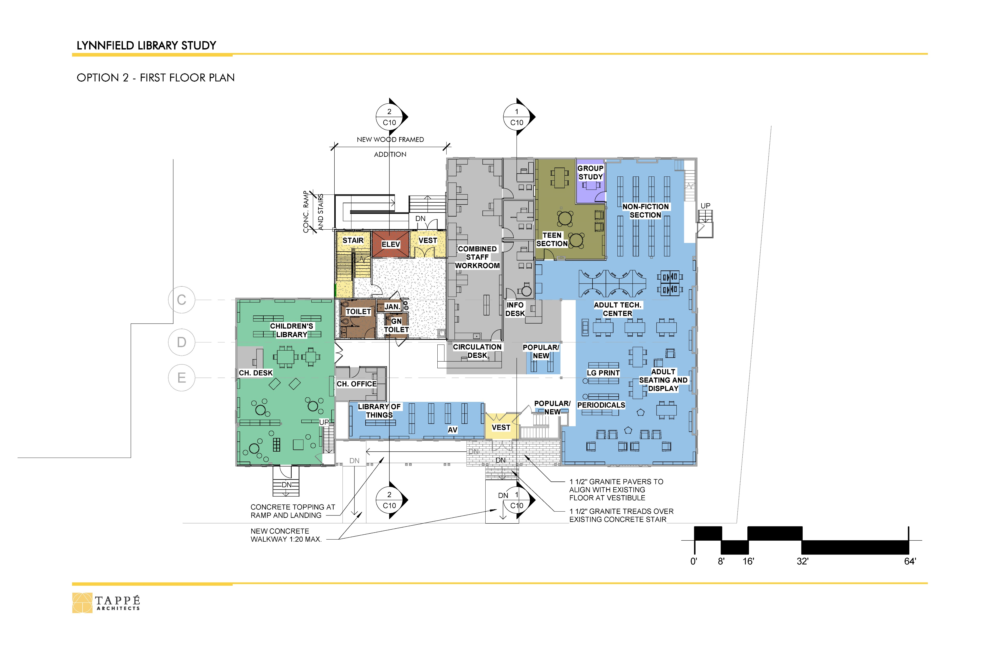 LYNNFIELD LIBRARY STUDY
OPTION 2 - FIRST FLOOR PLAN
2
C10
1
C10
NEW WOOD FRAMED
ADDITION
CONC. RAMP
AND STAIRS
GROUP
STUDY
NON-FICTION
SECTION
UP
DN
STAIR
ELEV
VEST
TEEN
SECTION
COMBINED
STAFF
WORKROOM
C
TOILET
JAN.
GN
TOILET
INFO
DESK
ADULT TECH.
CENTER
CHILDREN'S
LIBRARY
D
CIRCULATION
DESK
POPULAR/
NEW
E
CH. DESK
CH. OFFICE
LG PRINT
ADULT
SEATING AND
DISPLAY
LIBRARY OF
THINGS
POPULAR/
NEW
PERIODICALS
UP
AV
VEST
DN
DN
DN
DN
DN
1 1/2" GRANITE PAVERS TO
ALIGN WITH EXISTING
FLOOR AT VESTIBULE
2
C10
1
C10
CONCRETE TOPPING AT
RAMP AND LANDING
1 1/2" GRANITE TREADS OVER
EXISTING CONCRETE STAIR
NEW CONCRETE
WALKWAY 1:20 MAX.
0'
8'
16'
32'
64'
TAPPÉ
ARCHITECTS